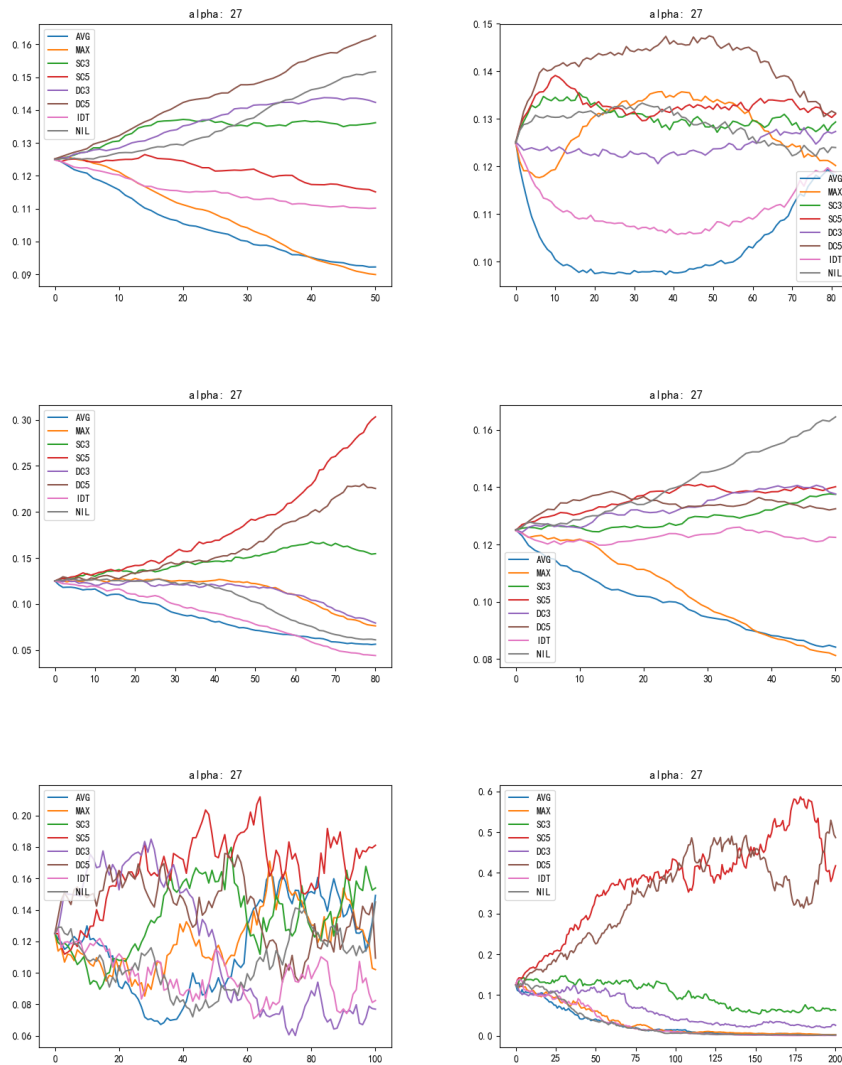 alpha: 27
0.16
0.15
0.14
0.13
0.12
0.11
0.10
0.09
AVG
MAX
SC3
SC5
DC3
DC5
IDT
NIL
0 10 20 30 40 50
alpha: 27
0.15
0.14
0.13
0.12
0.11
0.10
AVG
MAX
SC3
SC5
DC3
DC5
IDT
NIL
0 10 20 30 40 50 60 70 80
alpha: 27
0.30
0.25
0.20
0.15
0.10
0.05
AVG
MAX
SC3
SC5
DC3
DC5
IDT
NIL
0 10 20 30 40 50 60 70 80
alpha: 27
0.16
0.14
0.12
0.10
0.08
AVG
MAX
SC3
SC5
DC3
DC5
IDT
NIL
0 10 20 30 40 50
alpha: 27
0.20
0.18
0.16
0.14
0.12
0.10
0.08
0.06
AVG
MAX
SC3
SC5
DC3
DC5
IDT
NIL
0 20 40 60 80 100
alpha: 27
0.6
0.5
0.4
0.3
0.2
0.1
0.0
AVG
MAX
SC3
SC5
DC3
DC5
IDT
NIL
0 25 50 75 100 125 150 175 200